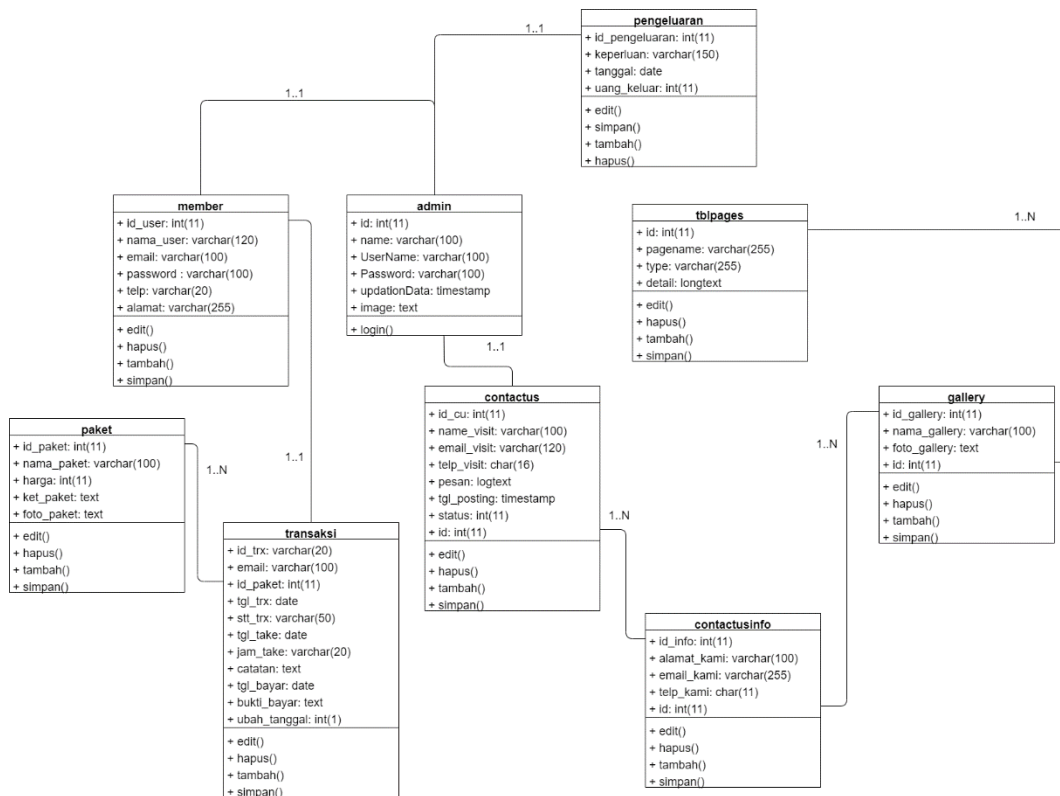 pengeluaran
+ id_pengeluaran: int(11)
+ keperluan: varchar(150)
+ tanggal: date
+ uang_keluar: int(11)
+ edit()
+ simpan()
+ tambah()
+ hapus()
1..1
1..1
member
+ id_user: int(11)
+ nama_user: varchar(120)
+ email: varchar(100)
+ password : varchar(100)
+ telp: varchar(20)
+ alamat: varchar(255)
+ edit()
+ hapus()
+ tambah()
+ simpan()
admin
+ id: int(11)
+ name: varchar(100)
+ UserName: varchar(100)
+ Password: varchar(100)
+ updationData: timestamp
+ image: text
+ login()
1..1
tblpages
+ id: int(11)
+ pagename: varchar(255)
+ type: varchar(255)
+ detail: longtext
+ edit()
+ hapus()
+ tambah()
+ simpan()
1..N
contactus
+ id_cu: int(11)
+ name_visit: varchar(100)
+ email_visit: varchar(120)
+ telp_visit: char(16)
+ pesan: logtext
+ tgl_posting: timestamp
+ status: int(11)
+ id: int(11)
+ edit()
+ hapus()
+ tambah()
+ simpan()
gallery
+ id_gallery: int(11)
+ nama_gallery: varchar(100)
+ foto_gallery: text
+ id: int(11)
+ edit()
+ hapus()
+ tambah()
+ simpan()
1..N
paket
+ id_paket: int(11)
+ nama_paket: varchar(100)
+ harga: int(11)
+ ket_paket: text
+ foto_paket: text
+ edit()
+ hapus()
+ tambah()
+ simpan()
1..N
1..1
transaksi
+ id_trx: varchar(20)
+ email: varchar(100)
+ id_paket: int(11)
+ tgl_trx: date
+ stt_trx: varchar(50)
+ tgl_take: date
+ jam_take: varchar(20)
+ catatan: text
+ tgl_bayar: date
+ bukti_bayar: text
+ ubah_tanggal: int(1)
+ edit()
+ hapus()
+ tambah()
+ simpan()
1..N
contactusinfo
+ id_info: int(11)
+ alamat_kami: varchar(100)
+ email_kami: varchar(255)
+ telp_kami: char(11)
+ id: int(11)
+ edit()
+ hapus()
+ tambah()
+ simpan()